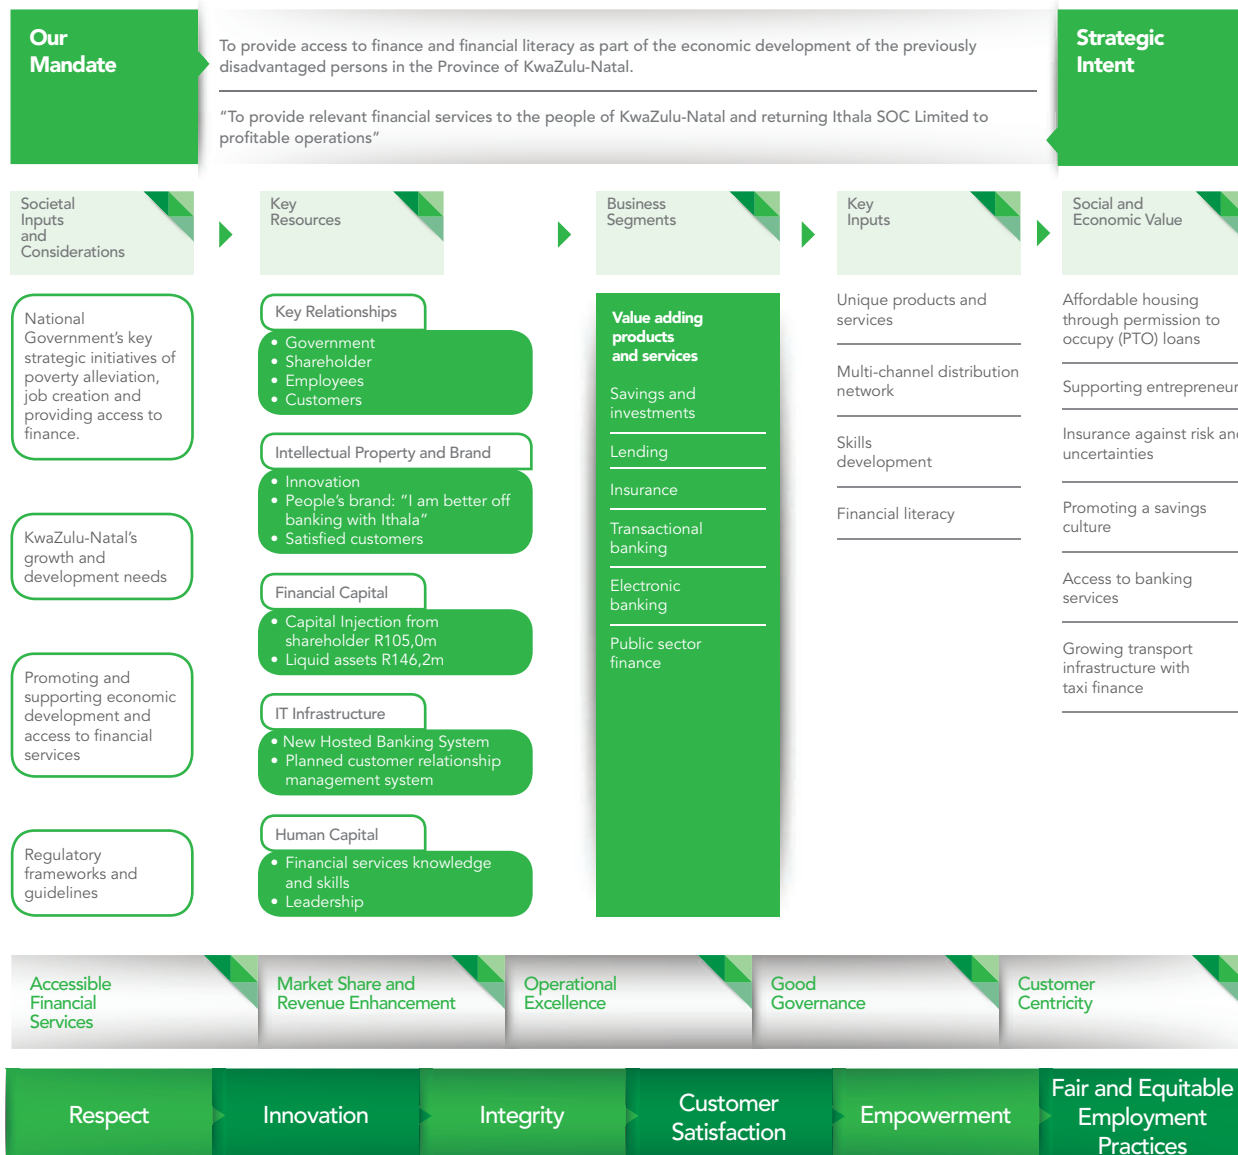 Our
Mandate
To provide access to finance and financial literacy as part of the economic development of the previously
disadvantaged persons in the Province of KwaZulu-Natal.
“To provide relevant financial services to the people of KwaZulu-Natal and returning Ithala SOC Limited to
profitable operations”
Strategic
Intent
Societal
Inputs
and
Considerations
Key
Resources
Business
Segments
Key
Inputs
Social and
Economic Value
National
Government’s key
strategic initiatives of
poverty alleviation,
job creation and
providing access to
finance.
KwaZulu-Natal’s
growth and
development needs
Promoting and
supporting economic
development and
access to financial
services
Regulatory
frameworks and
guidelines
Key Relationships
• Government
• Shareholder
• Employees
• Customers
Intellectual Property and Brand
• Innovation
• People’s brand: “I am better off
banking with Ithala”
• Satisfied customers
Financial Capital
• Capital Injection from
shareholder R105,0m
• Liquid assets R146,2m
IT Infrastructure
• New Hosted Banking System
• Planned customer relationship
management system
Human Capital
• Financial services knowledge
and skills
• Leadership
Value adding
products
and services
Savings and
investments
Lending
Insurance
Transactional
banking
Electronic
banking
Public sector
finance
Unique products and
services
Multi-channel distribution
network
Skills
development
Financial literacy
Affordable housing
through permission to
occupy (PTO) loans
Supporting entrepreneur
Insurance against risk and
uncertainties
Promoting a savings
culture
Access to banking
services
Growing transport
infrastructure with
taxi finance
Accessible
Financial
Services
Market Share and
Revenue Enhancement
Operational
Excellence
Good
Governance
Customer
Centricity
Respect
Innovation
Integrity
Customer
Satisfaction
Empowerment
Fair and Equitable
Employment
Practices